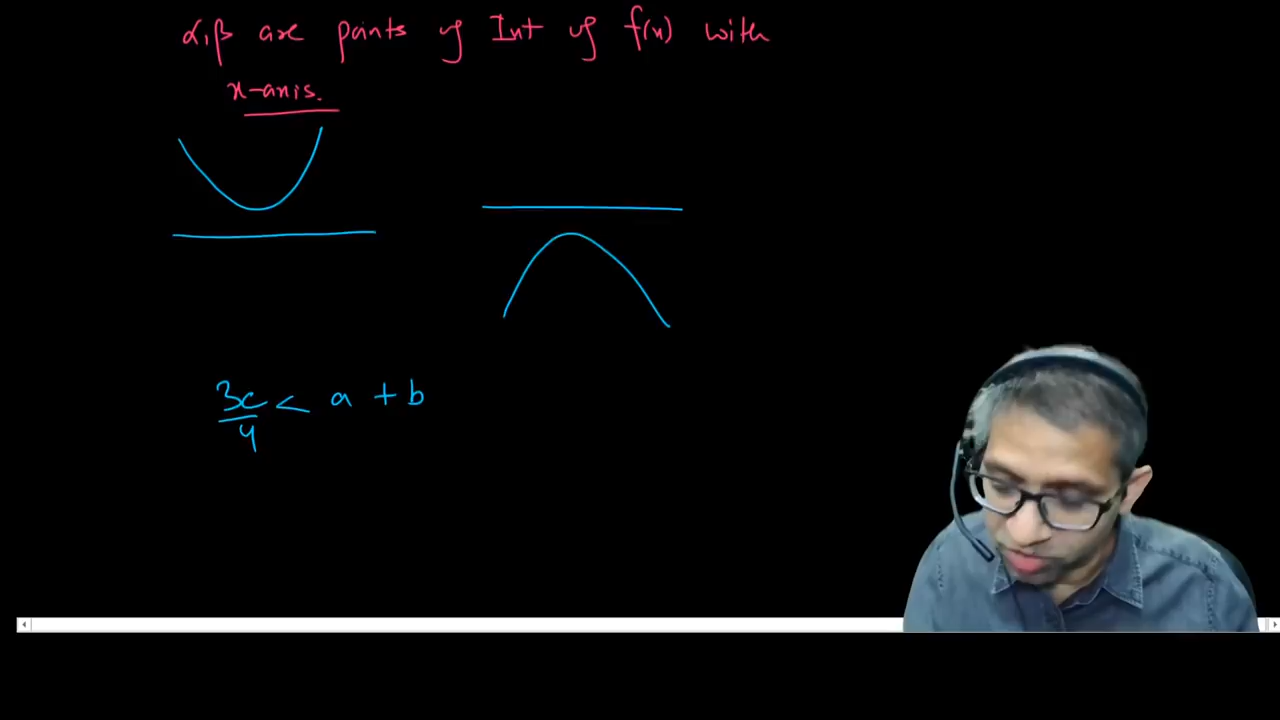 α,β are points of Int of f(x) with
x-axis.
3c/4 < a + b